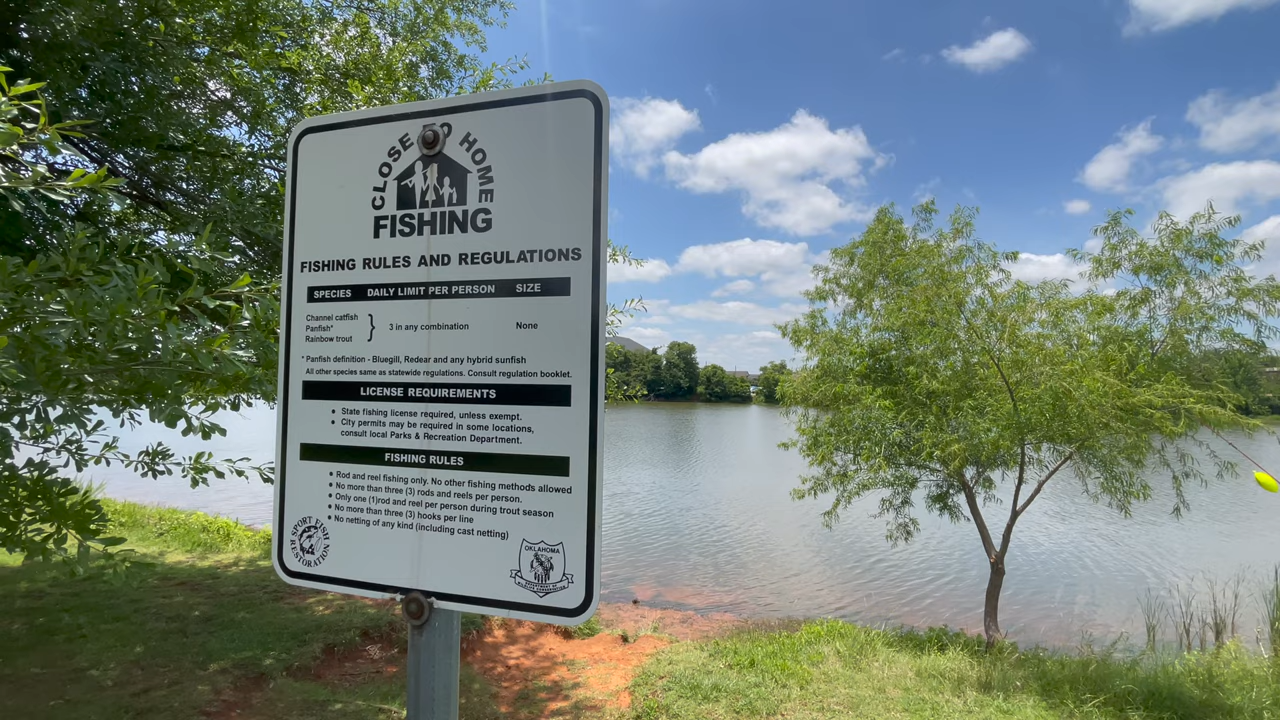 CLOSE TO HOME
FISHING
FISHING RULES AND REGULATIONS
SPECIES DAILY LIMIT PER PERSON SIZE
Channel catfish
Panfish* } 3 in any combination None
Rainbow trout
* Panfish definition - Bluegill, Redear and any hybrid sunfish
All other species same as statewide regulations. Consult regulation booklet.
LICENSE REQUIREMENTS
• State fishing license required, unless exempt.
• City permits may be required in some locations,
consult local Parks & Recreation Department.
FISHING RULES
• Rod and reel fishing only. No other fishing methods allowed
• No more than three (3) rods and reels per person.
• Only one (1)rod and reel per person during trout season
• No more than three (3) hooks per line
• No netting of any kind (including cast netting)
SPORT FISH
RESTORATION
OKLAHOMA
DEPARTMENT OF
WILDLIFE CONSERVATION